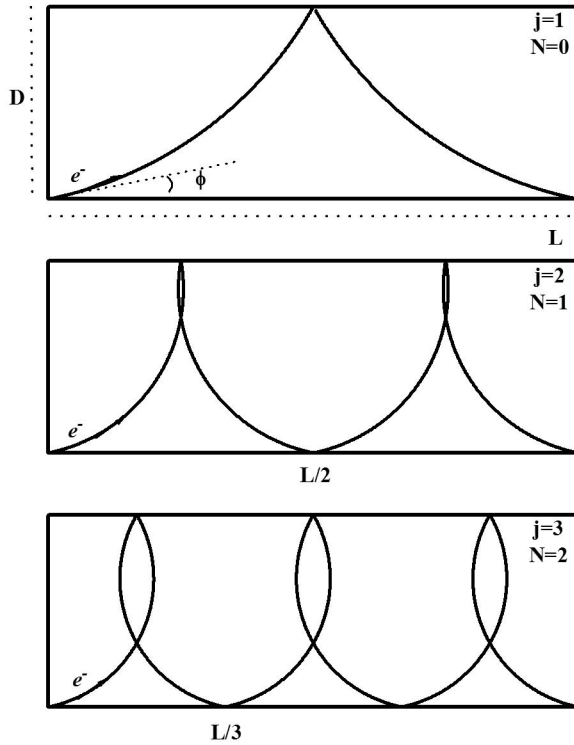 j=1
N=0
D
e-
ϕ
L
j=2
N=1
e-
L/2
j=3
N=2
e-
L/3